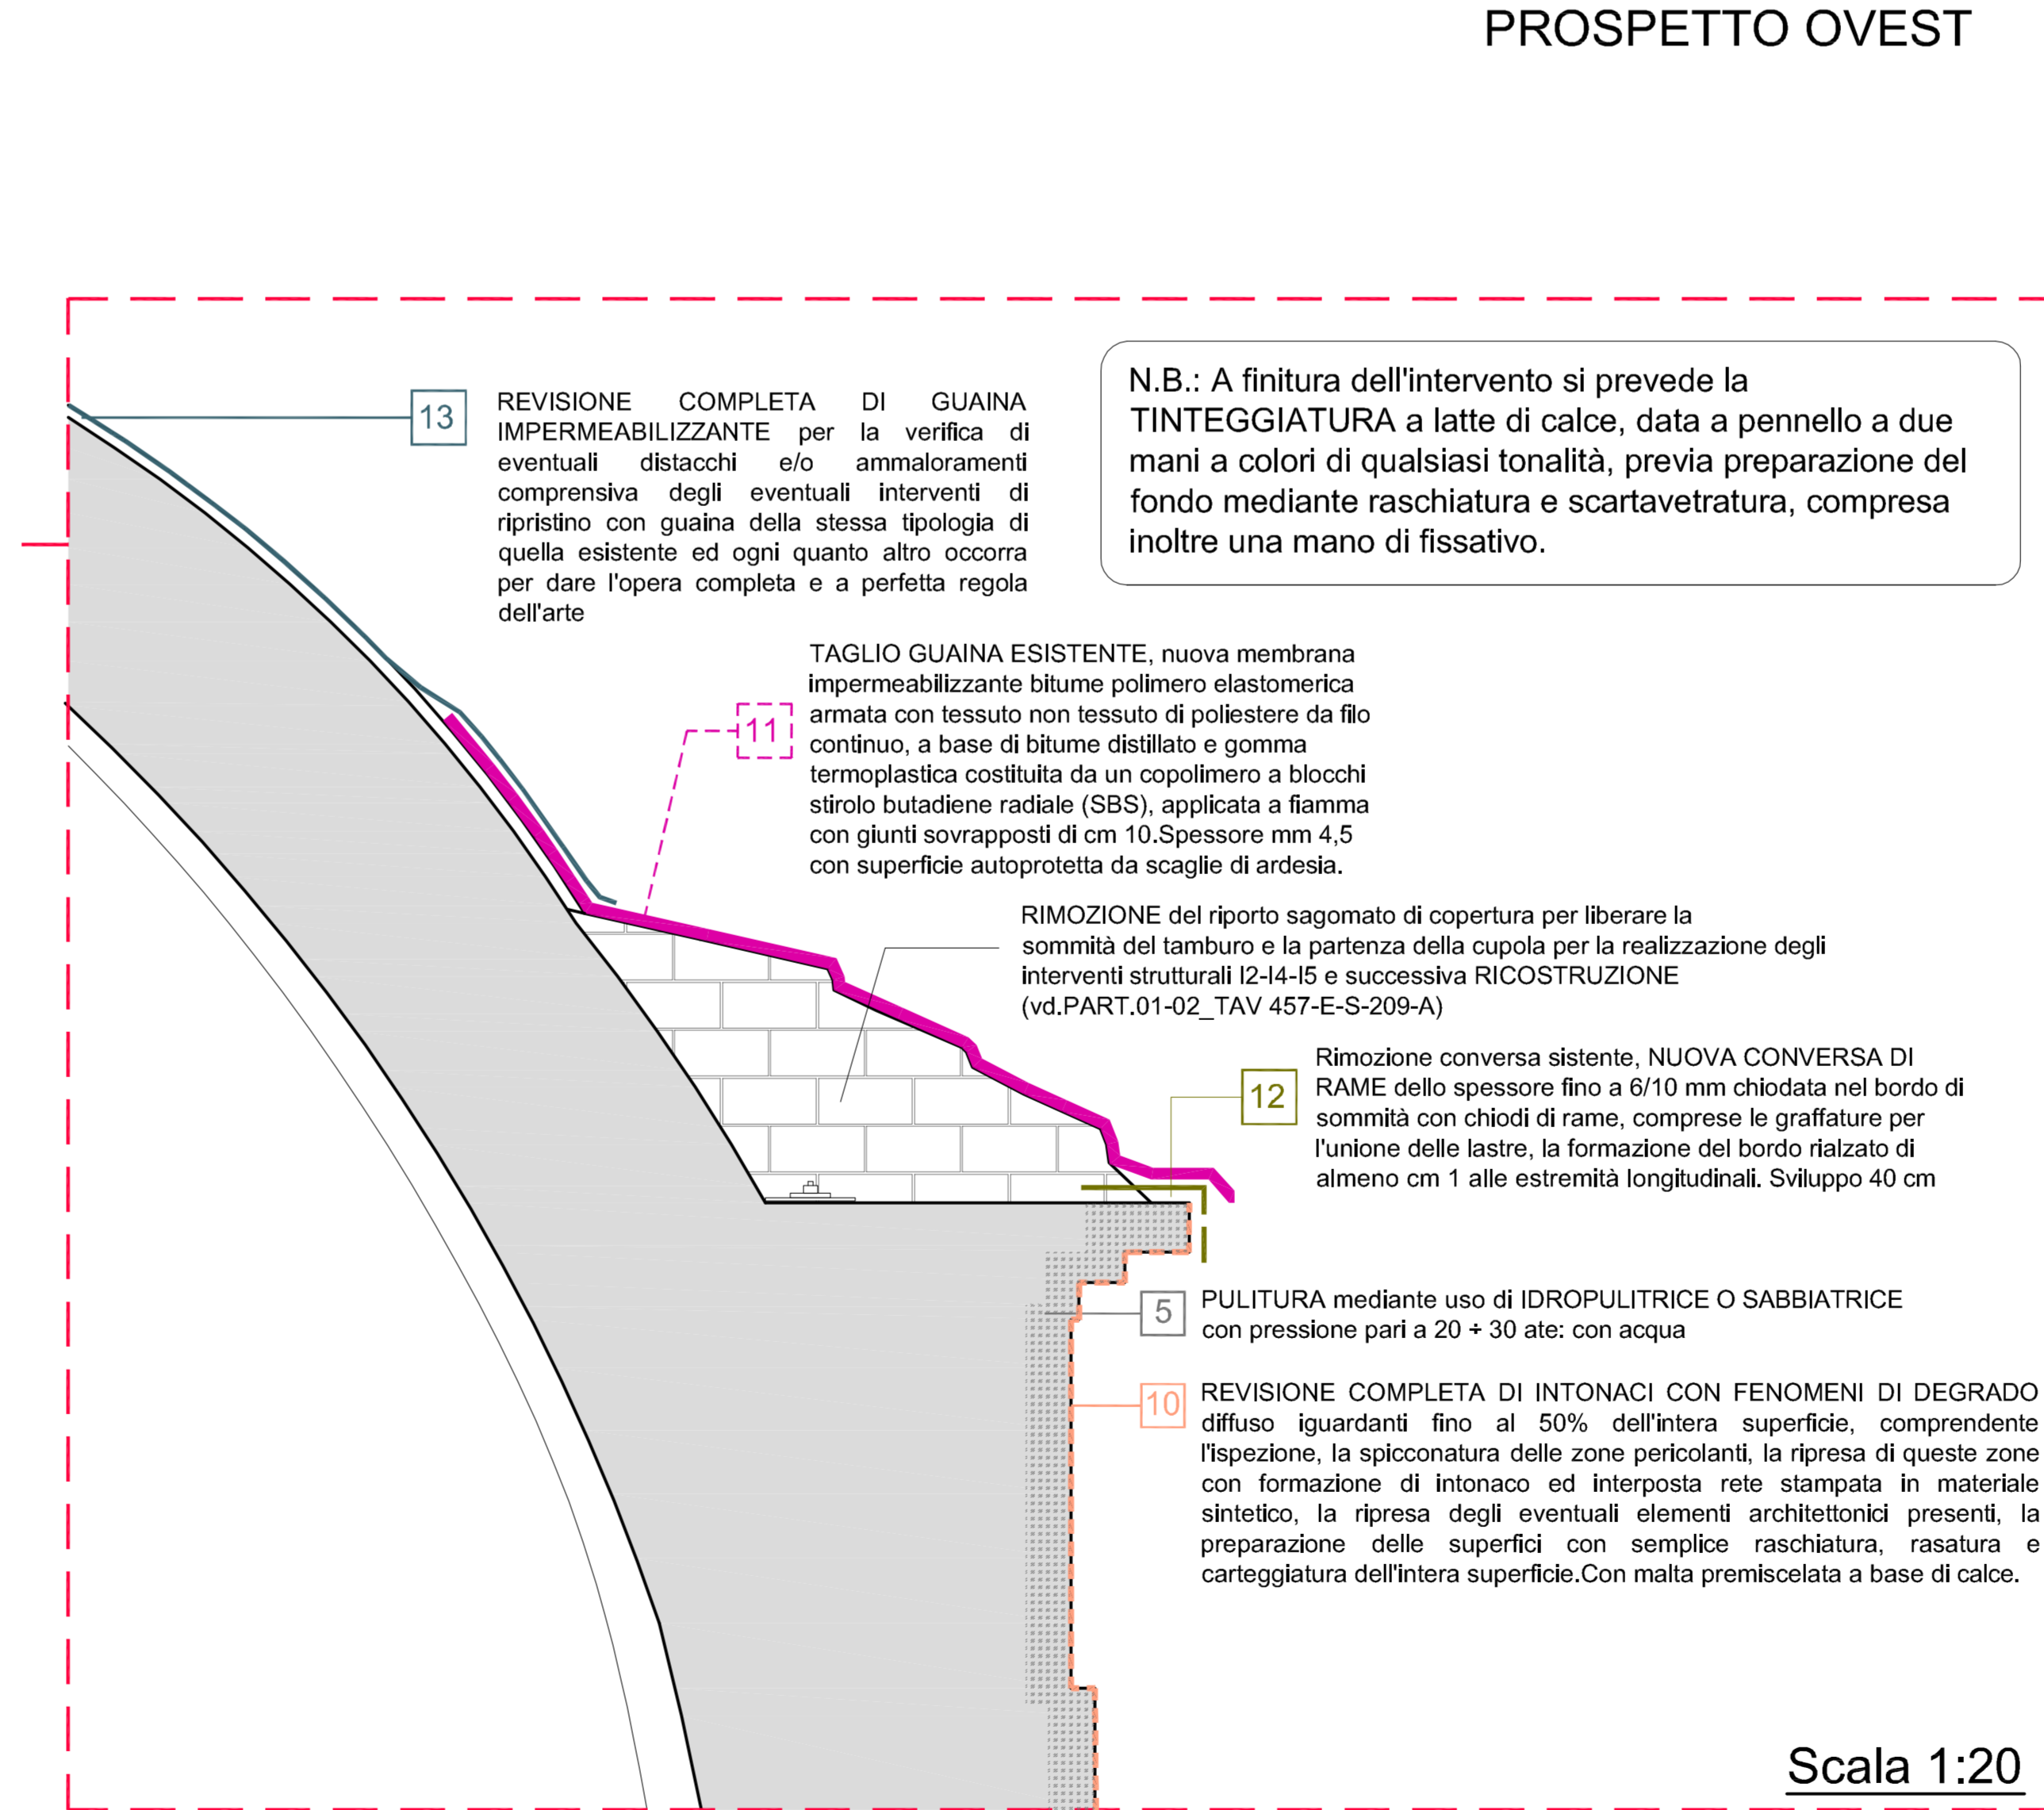 PROSPETTO OVEST
13
REVISIONE COMPLETA DI GUAINA
IMPERMEABILIZZANTE per la verifica di
eventuali distacchi e/o ammaloramenti
comprensiva degli eventuali interventi di
ripristino con guaina della stessa tipologia di
quella esistente ed ogni quanto altro occorra
per dare l'opera completa e a perfetta regola
dell'arte
N.B.: A finitura dell'intervento si prevede la
TINTEGGIATURA a latte di calce, data a pennello a due
mani a colori di qualsiasi tonalità, previa preparazione del
fondo mediante raschiatura e scartavetratura, compresa
inoltre una mano di fissativo.
11
TAGLIO GUAINA ESISTENTE, nuova membrana
impermeabilizzante bitume polimero elastomerica
armata con tessuto non tessuto di poliestere da filo
continuo, a base di bitume distillato e gomma
termoplastica costituita da un copolimero a blocchi
stirolo butadiene radiale (SBS), applicata a fiamma
con giunti sovrapposti di cm 10.Spessore mm 4,5
con superficie autoprotetta da scaglie di ardesia.
RIMOZIONE del riporto sagomato di copertura per liberare la
sommità del tamburo e la partenza della cupola per la realizzazione degli
interventi strutturali I2-I4-I5 e successiva RICOSTRUZIONE
(vd.PART.01-02_TAV 457-E-S-209-A)
12
Rimozione conversa sistente, NUOVA CONVERSA DI
RAME dello spessore fino a 6/10 mm chiodata nel bordo di
sommità con chiodi di rame, comprese le graffature per
l'unione delle lastre, la formazione del bordo rialzato di
almeno cm 1 alle estremità longitudinali. Sviluppo 40 cm
5
PULITURA mediante uso di IDROPULITRICE O SABBIATRICE
con pressione pari a 20 ÷ 30 ate: con acqua
10
REVISIONE COMPLETA DI INTONACI CON FENOMENI DI DEGRADO
diffuso iguardanti fino al 50% dell'intera superficie, comprendente
l'ispezione, la spicconatura delle zone pericolanti, la ripresa di queste zone
con formazione di intonaco ed interposta rete stampata in materiale
sintetico, la ripresa degli eventuali elementi architettonici presenti, la
preparazione delle superfici con semplice raschiatura, rasatura e
carteggiatura dell'intera superficie.Con malta premiscelata a base di calce.
Scala 1:20